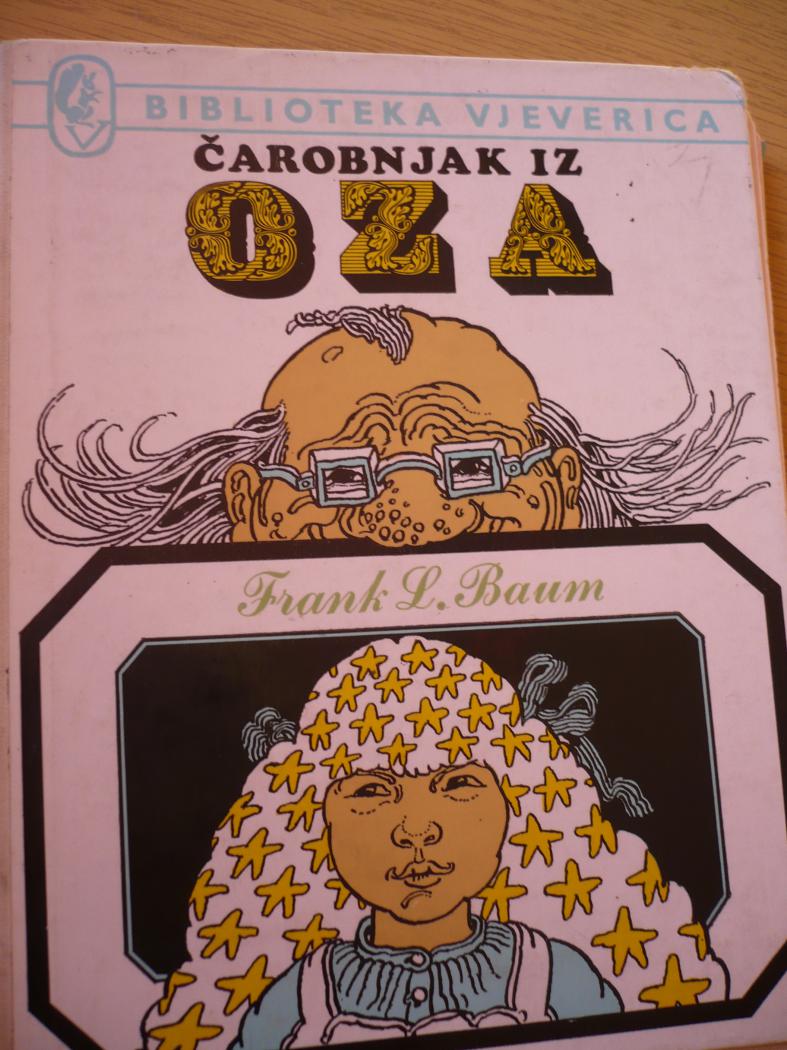 BIBLIOTEKA VJEVERICA
ČAROBNJAK IZ
OZA
Frank L. Baum